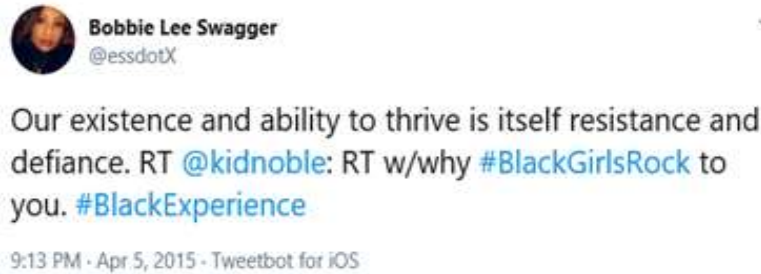 Bobbie Lee Swagger
@essdotX
Our existence and ability to thrive is itself resistance and
defiance. RT @kidnoble: RT w/why #BlackGirlsRock to
you. #BlackExperience
9:13 PM · Apr 5, 2015 · Tweetbot for iOS